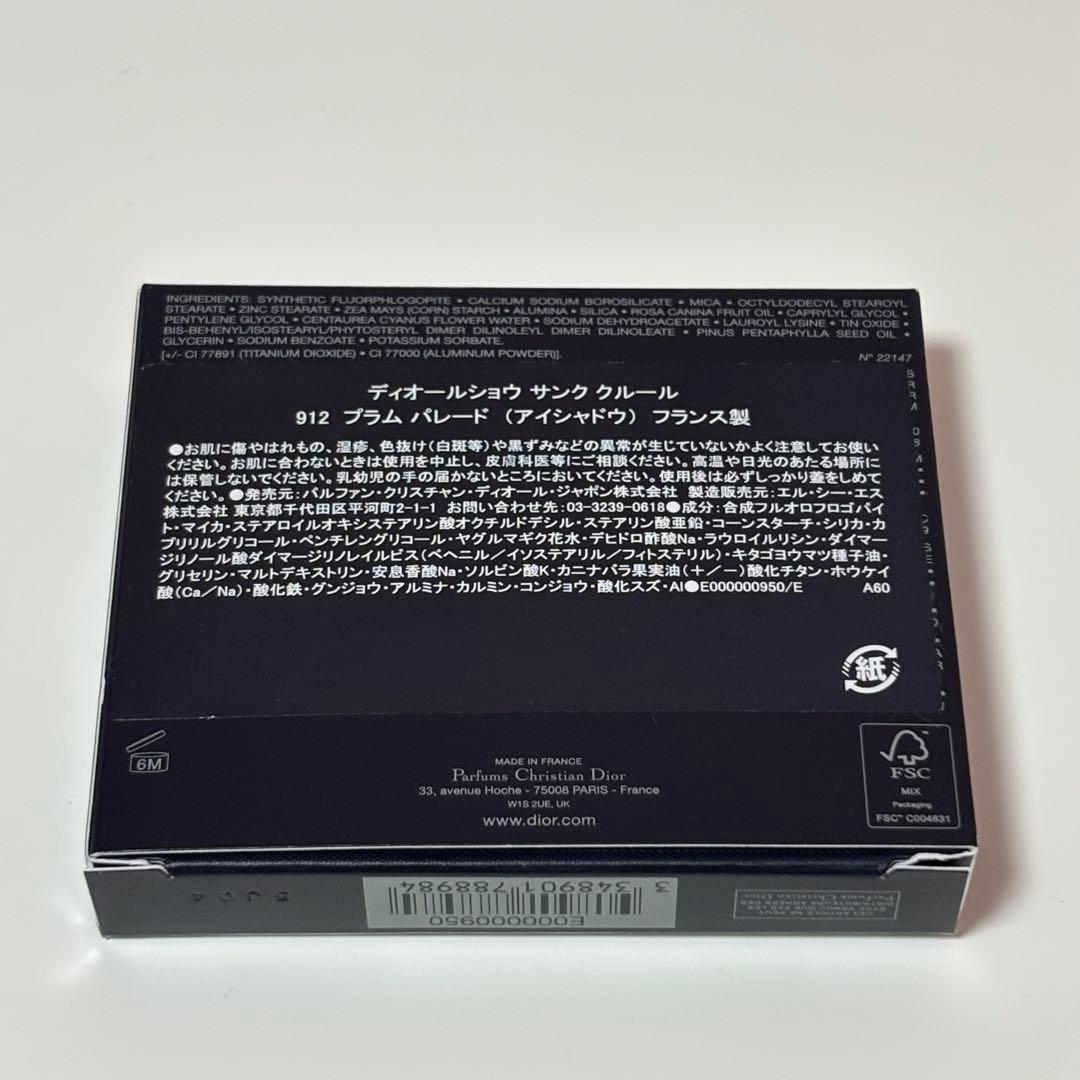 INGREDIENTS: SYNTHETIC FLUORPHLOGOPITE • CALCIUM SODIUM BOROSILICATE • MICA • OCTYLDODECYL STEAROYL
STEARATE • ZINC STEARATE • ZEA MAYS (CORN) STARCH • ALUMINA • SILICA • ROSA CANINA FRUIT OIL • CAPRYLYL GLYCOL •
PENTYLENE GLYCOL • CENTAUREA CYANUS FLOWER WATER • SODIUM DEHYDROACETATE • LAUROYL LYSINE • TIN OXIDE •
BIS-BEHENYL/ISOSTEARYL/PHYTOSTERYL DIMER DILINOLEYL DIMER DILINOLEATE • PINUS PENTAPHYLLA SEED OIL •
GLYCERIN • SODIUM BENZOATE • POTASSIUM SORBATE.
[+/- CI 77891 (TITANIUM DIOXIDE) • CI 77000 (ALUMINUM POWDER)].
N° 22147
ディオールショウ サンク クルール
912 プラム パレード (アイシャドウ) フランス製
●お肌に傷やはれもの、湿疹、色抜け(白斑等)や黒ずみなどの異常が生じていないかよく注意してお使い
ください。お肌に合わないときは使用を中止し、皮膚科医等にご相談ください。高温や日光のあたる場所に
は保管しないでください。乳幼児の手の届かないところにおいてください。使用後は必ずしっかり蓋をしめて
ください。●発売元:パルファン・クリスチャン・ディオール・ジャポン株式会社 製造販売元:エル・シー・エス
株式会社 東京都千代田区平河町2-1-1 お問い合わせ先:03-3239-0618●成分:合成フルオロフロゴパイ
ト・マイカ・ステアロイルオキシステアリン酸オクチルドデシル・ステアリン酸亜鉛・コーンスターチ・シリカ・カ
プリリルグリコール・ペンチレングリコール・ヤグルマギク花水・デヒドロ酢酸Na・ラウロイルリシン・ダイマー
ジリノール酸ダイマージリノレイルビス(ベヘニル/イソステアリル/フィトステリル)・キタゴヨウマツ種子油・
グリセリン・マルトデキストリン・安息香酸Na・ソルビン酸K・カニナバラ果実油(+/-)酸化チタン・ホウケイ
酸(Ca/Na)・酸化鉄・グンジョウ・アルミナ・カルミン・コンジョウ・酸化スズ・Al●E000000950/E A60
紙
6M
MADE IN FRANCE
Parfums Christian Dior
33, avenue Hoche - 75008 PARIS - France
W1S 2UE, UK
www.dior.com
FSC
MIX
Packaging
FSC™ C004631
E000000950
3 348901 788984
CET ARTICLE NE PEUT
ETRE VENDU QUE PAR LES
DISTRIBUTEURS AGREES DES
Parfums Christian Dior